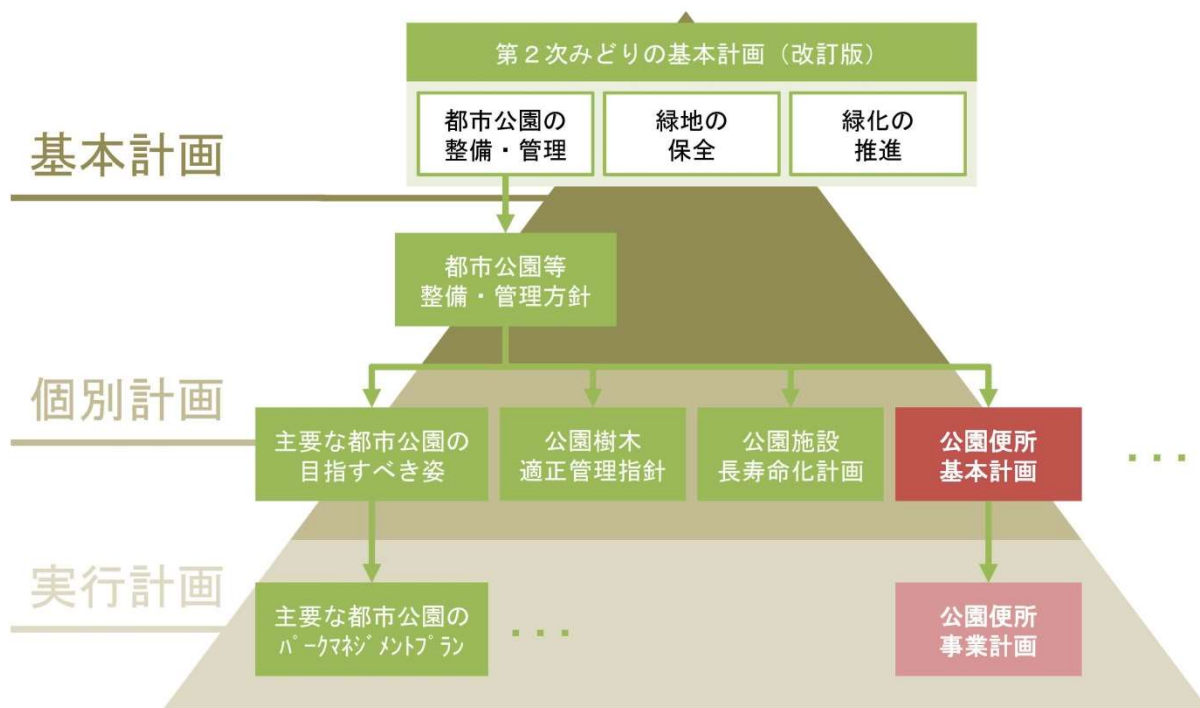 第２次みどりの基本計画（改訂版）
都市公園の
整備・管理
緑地の
保全
緑化の
推進
基本計画
都市公園等
整備・管理方針
個別計画
主要な都市公園の
目指すべき姿
公園樹木
適正管理指針
公園施設
長寿命化計画
公園便所
基本計画
･･･
実行計画
主要な都市公園の
ﾊﾟｰｸﾏﾈｼﾞﾒﾝﾄﾌﾟﾗﾝ
･･･
公園便所
事業計画